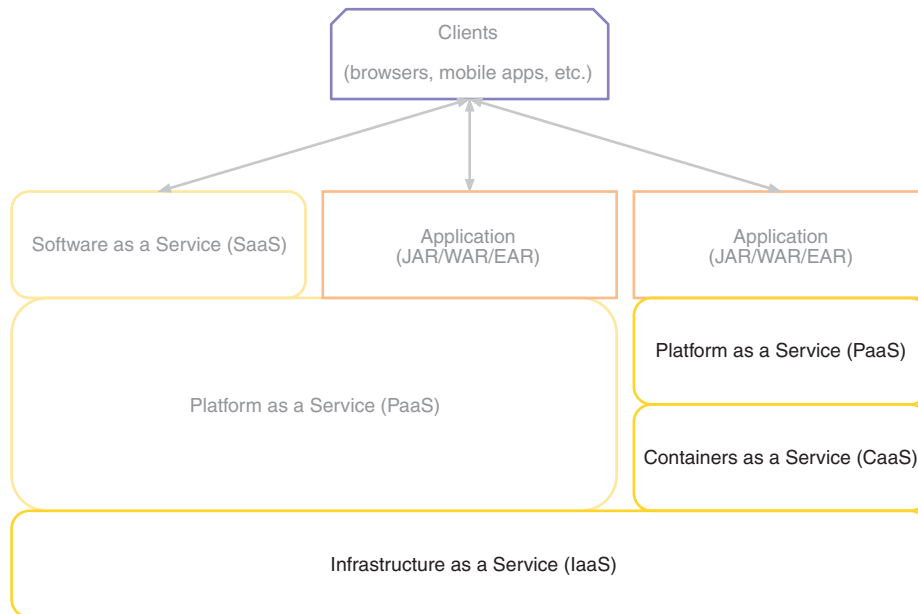 Clients
(browsers, mobile apps, etc.)
Software as a Service (SaaS)
Application
(JAR/WAR/EAR)
Application
(JAR/WAR/EAR)
Platform as a Service (PaaS)
Platform as a Service (PaaS)
Containers as a Service (CaaS)
Infrastructure as a Service (IaaS)